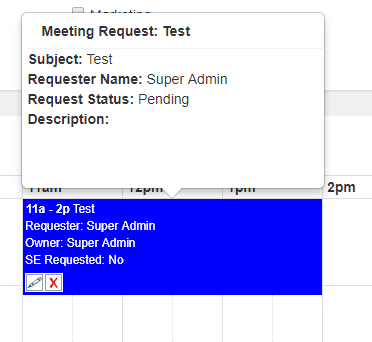 Marketing
Meeting Request: Test
Subject: Test
Requester Name: Super Admin
Request Status: Pending
Description:
11am 12pm 1pm 2pm
11a - 2p Test
Requester: Super Admin
Owner: Super Admin
SE Requested: No
X